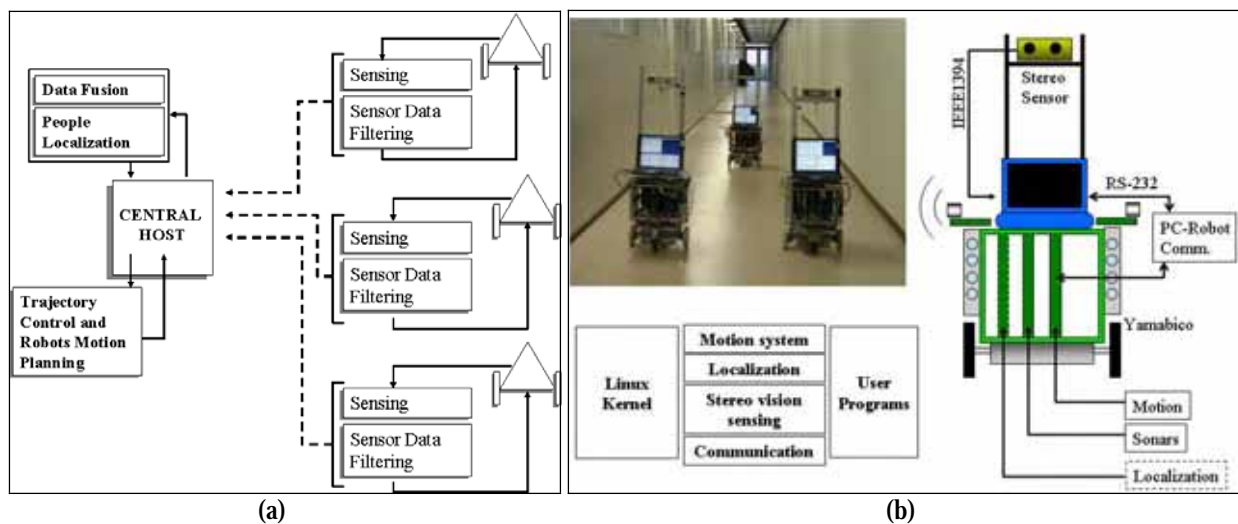 Data Fusion
People
Localization
CENTRAL
HOST
Trajectory
Control and
Robots Motion
Planning
Sensing
Sensor Data
Filtering
Sensing
Sensor Data
Filtering
Sensing
Sensor Data
Filtering
(a)
IEEE1394
Stereo
Sensor
RS-232
PC-Robot
Comm.
Yamabico
Motion
Sonars
Localization
Linux
Kernel
Motion system
Localization
Stereo vision
sensing
Communication
User
Programs
(b)